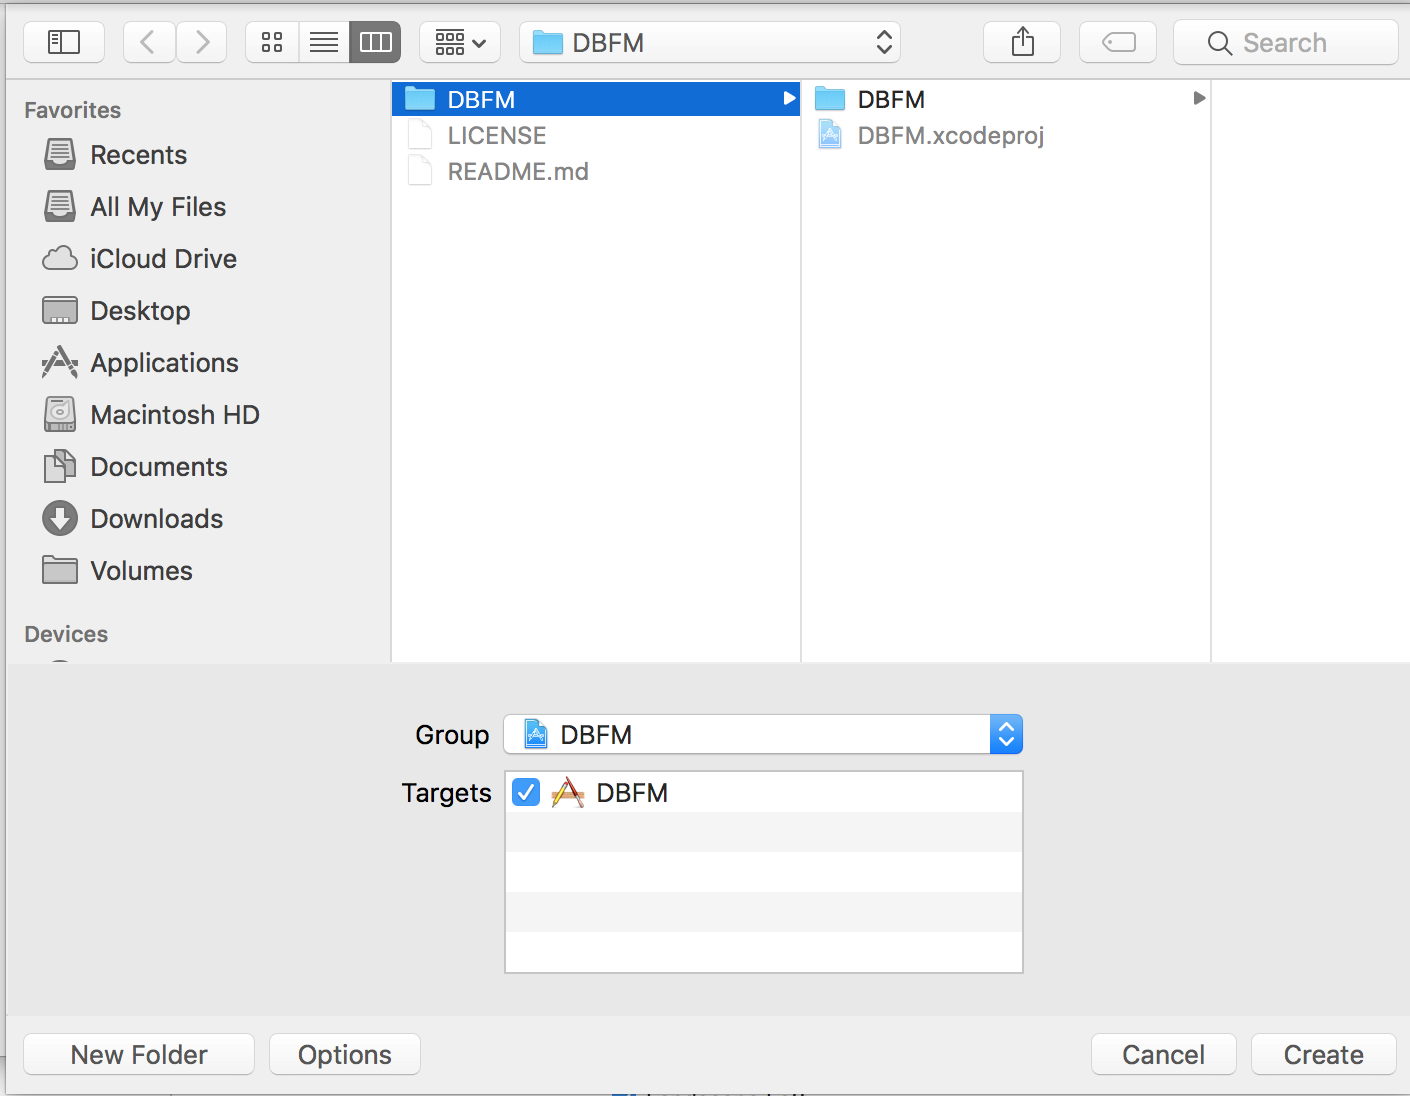 DBFM
Search
Favorites
Recents
All My Files
iCloud Drive
Desktop
Applications
Macintosh HD
Documents
Downloads
Volumes
Devices
DBFM
LICENSE
README.md
DBFM
DBFM.xcodeproj
Group DBFM
Targets DBFM
New Folder
Options
Cancel
Create